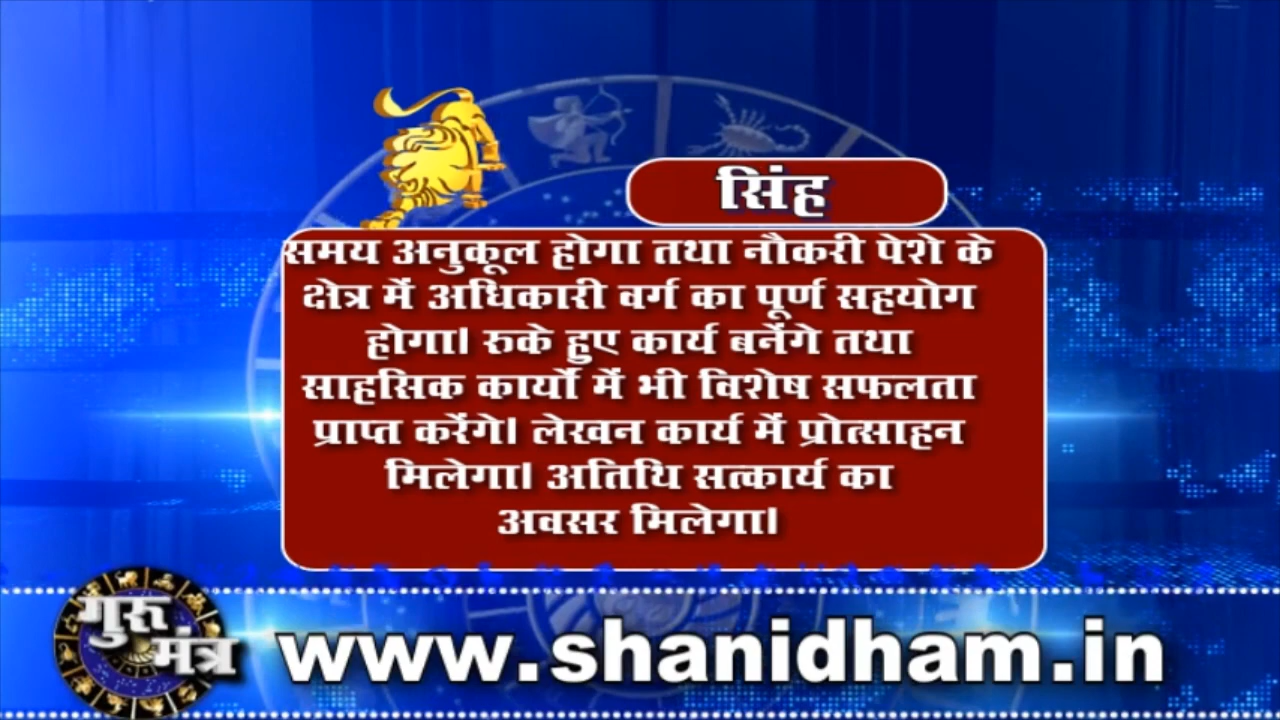 सिंह
समय अनुकूल होगा तथा नौकरी पेशे के
क्षेत्र में अधिकारी वर्ग का पूर्ण सहयोग
होगा। रुके हुए कार्य बनेंगे तथा
साहसिक कार्यों में भी विशेष सफलता
प्राप्त करेंगे। लेखन कार्य में प्रोत्साहन
मिलेगा। अतिथि सत्कार्य का
अवसर मिलेगा।
गुरु
मंत्र
www.shanidham.in